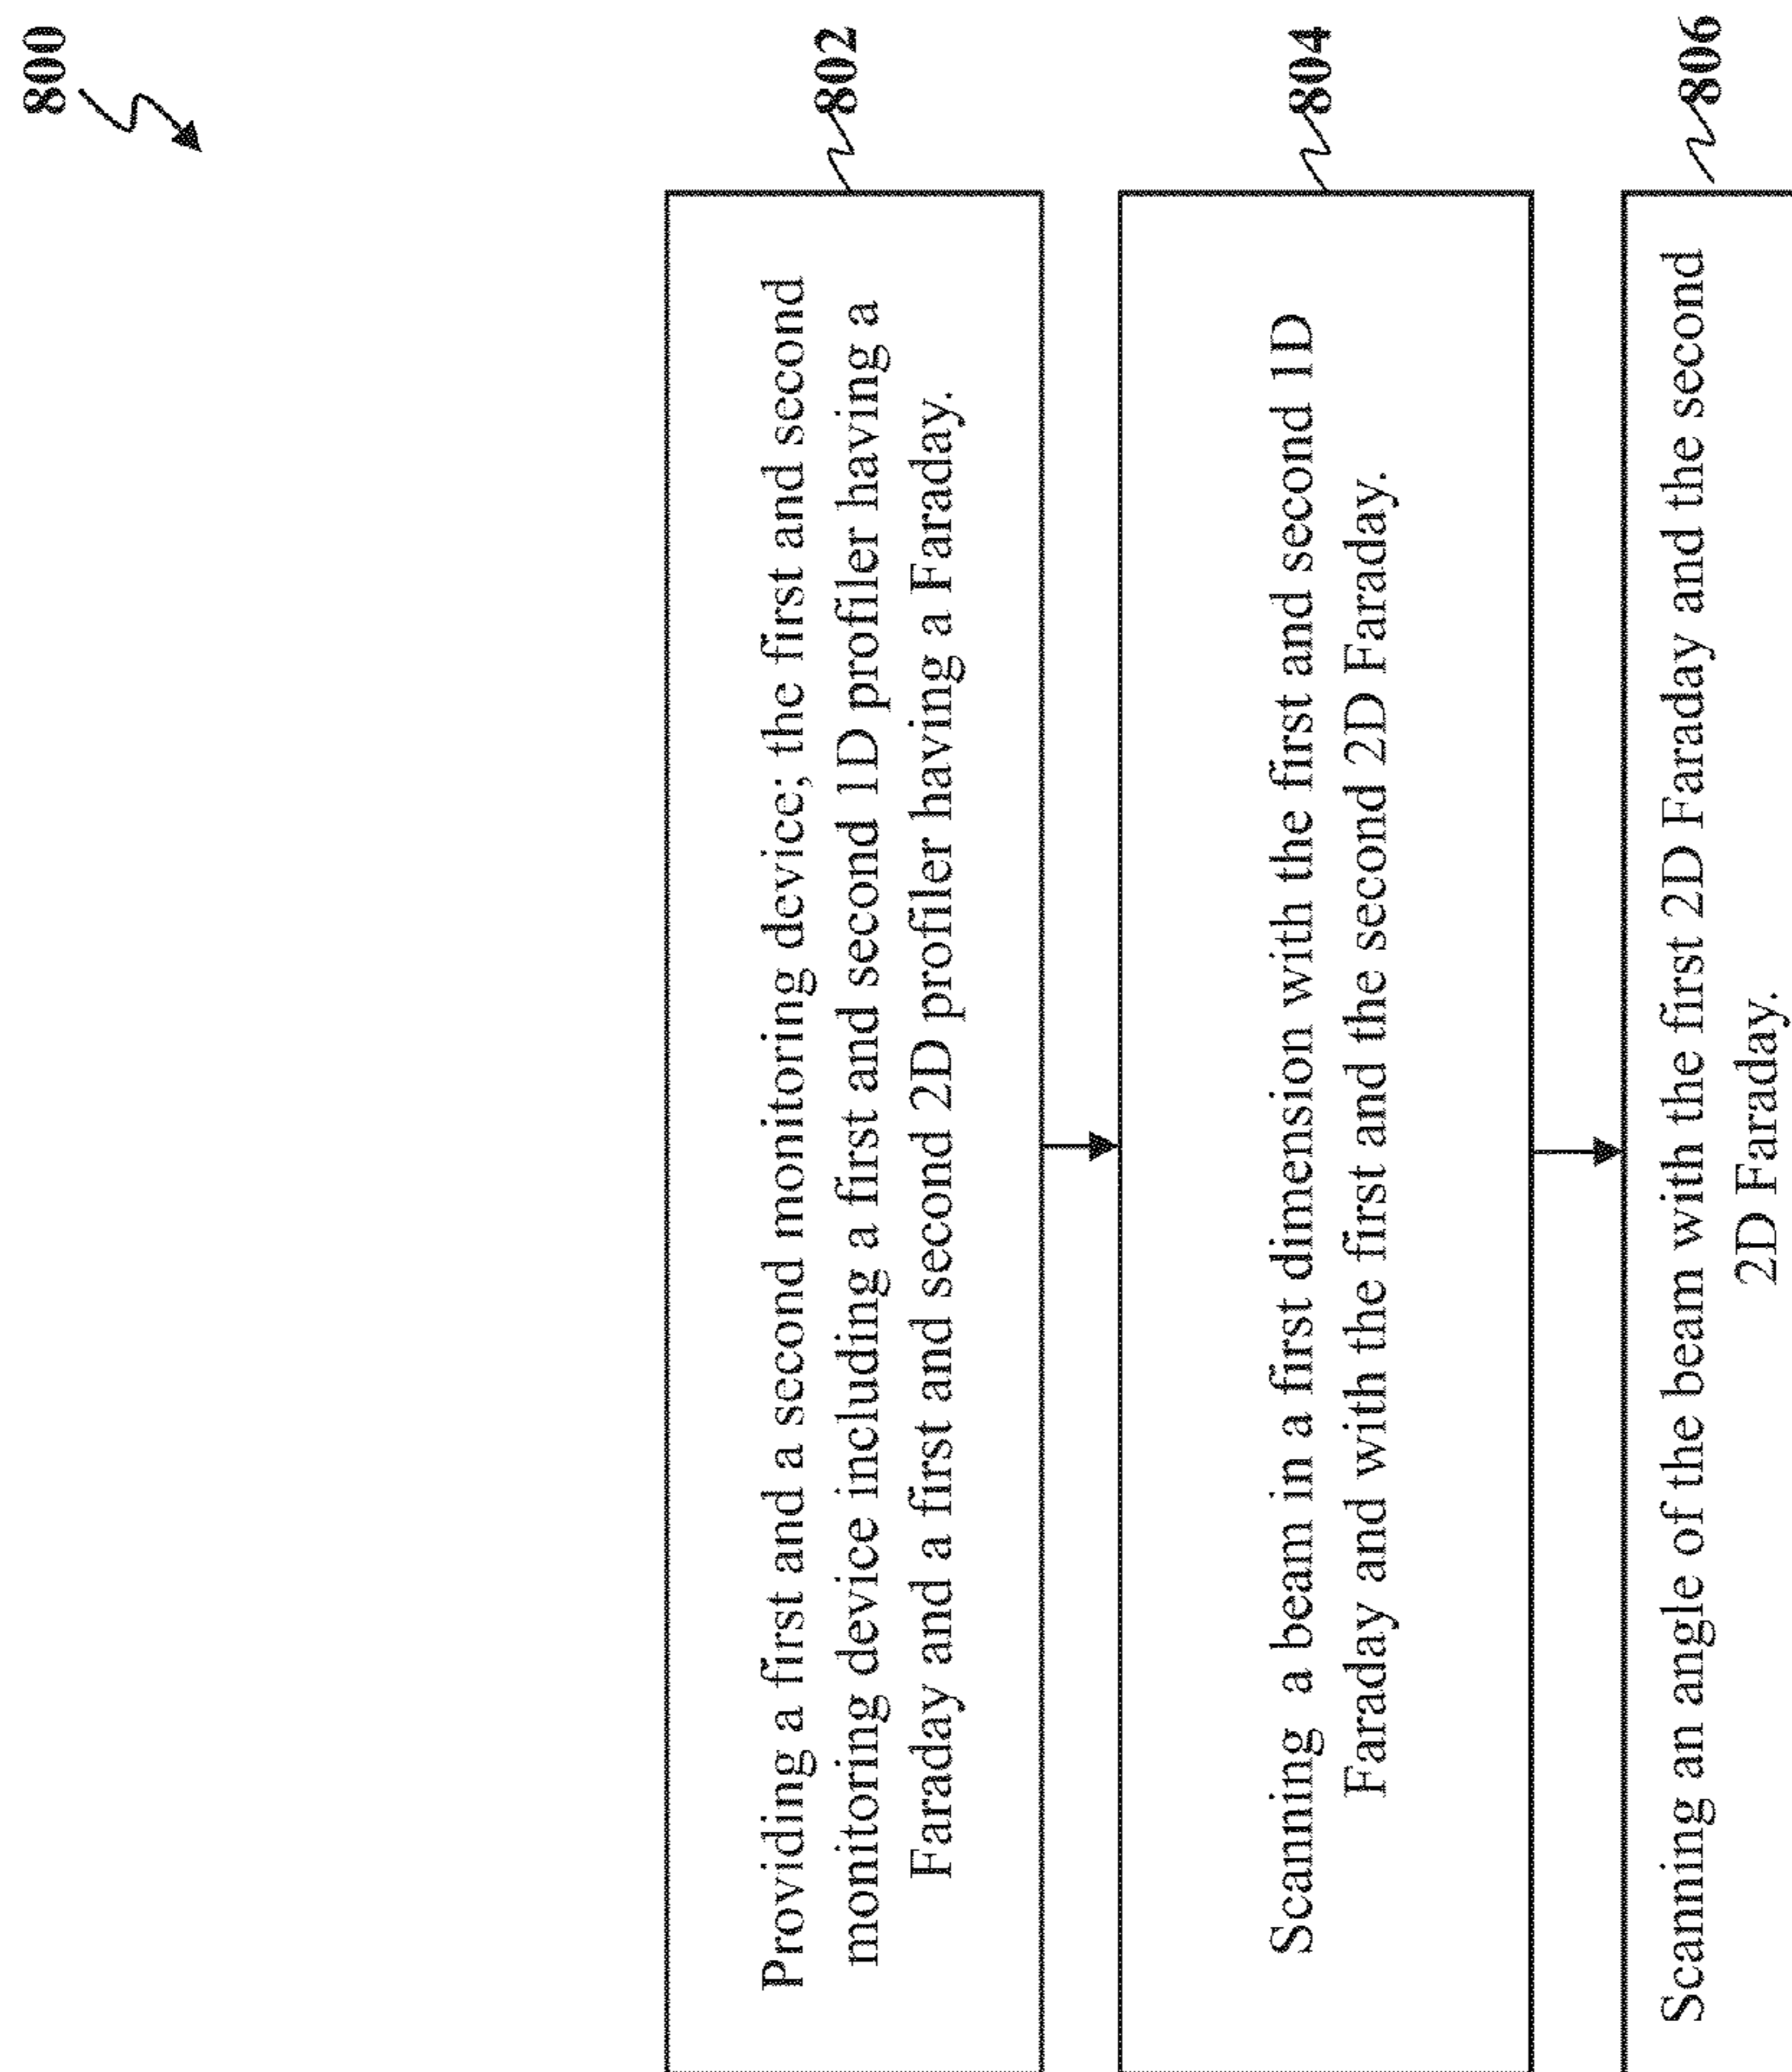 800
802
Providing a first and a second monitoring device; the first and second
monitoring device including a first and second 1D profiler having a
Faraday and a first and second 2D profiler having a Faraday.
804
Scanning a beam in a first dimension with the first and second 1D
Faraday and with the first and the second 2D Faraday.
806
Scanning an angle of the beam with the first 2D Faraday and the second
2D Faraday.